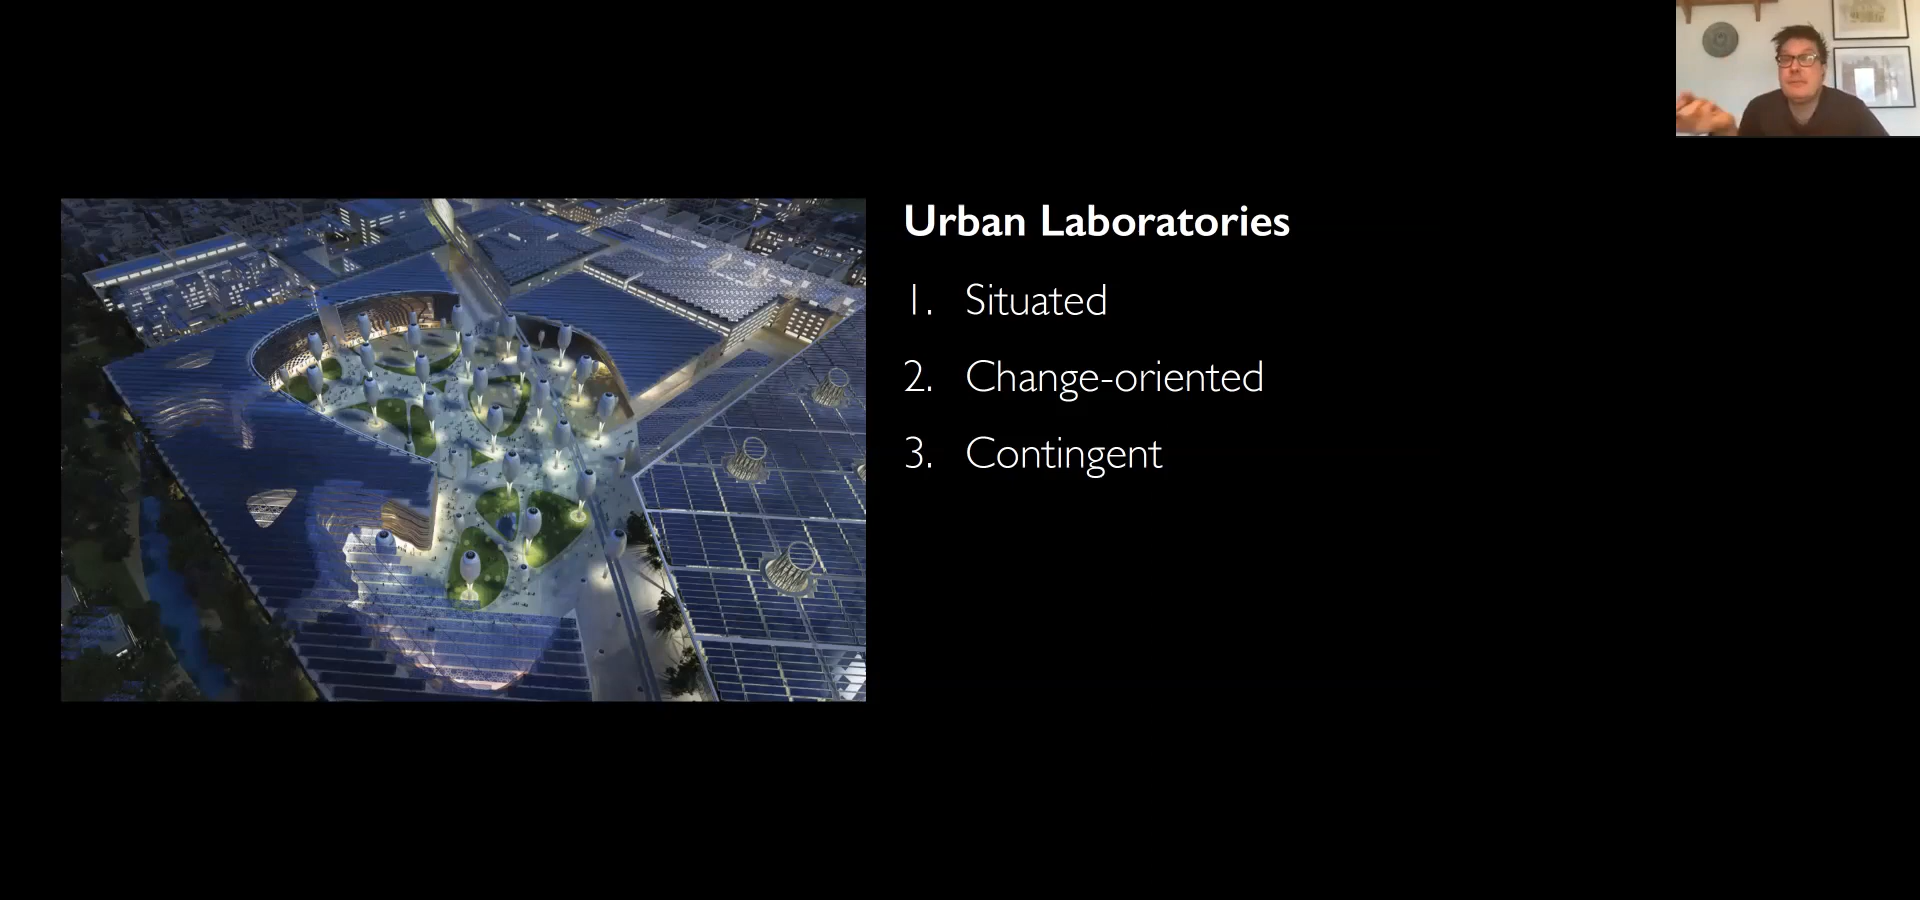 Urban Laboratories
1. Situated
2. Change-oriented
3. Contingent